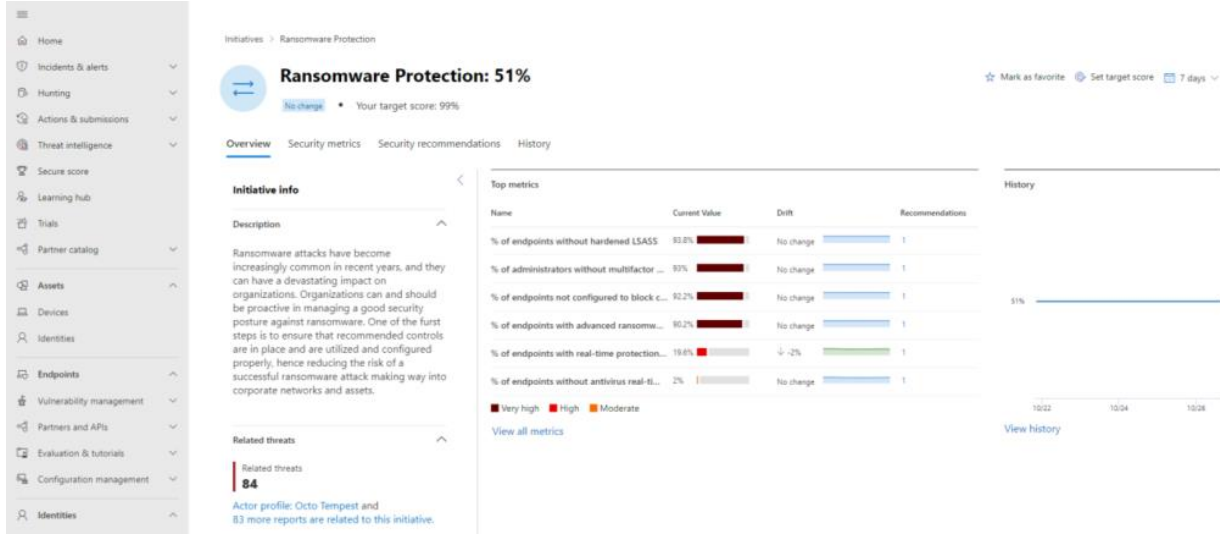 Home
Incidents & alerts
Hunting
Actions & submissions
Threat intelligence
Secure score
Learning hub
Trials
Partner catalog
Assets
Devices
Identities
Endpoints
Vulnerability management
Partners and APIs
Evaluation & tutorials
Configuration management
Identities
Initiatives > Ransomware Protection
Ransomware Protection: 51%
No change • Your target score: 99%
Mark as favorite Set target score 7 days
Overview Security metrics Security recommendations History
Initiative info
Description
Ransomware attacks have become
increasingly common in recent years, and they
can have a devastating impact on
organizations. Organizations can and should
be proactive in managing a good security
posture against ransomware. One of the furst
steps is to ensure that recommended controls
are in place and are utilized and configured
properly, hence reducing the risk of a
successful ransomware attack making way into
corporate networks and assets.
Related threats
Related threats
84
Actor profile: Octo Tempest and
83 more reports are related to this initiative.
Top metrics
Name Current Value Drift Recommendations
% of endpoints without hardened LSASS 93.8% No change 1
% of administrators without multifactor ... 93% No change 1
% of endpoints not configured to block c... 92.2% No change 1
% of endpoints with advanced ransomw... 90.2% No change 1
% of endpoints with real-time protection... 19.6% -2% 1
% of endpoints without antivirus real-ti... 2% No change 1
Very high High Moderate
View all metrics
History
51%
10/22 10/24 10/26
View history